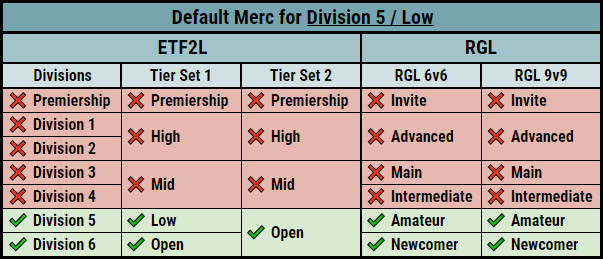 Default Merc for Division 5 / Low
ETF2L RGL
Divisions Tier Set 1 Tier Set 2 RGL 6v6 RGL 9v9
Premiership Premiership Premiership Invite Invite
Division 1
High High Advanced Advanced
Division 2
Division 3 Main Main
Mid Mid
Division 4 Intermediate Intermediate
Division 5 Low Amateur Amateur
Open
Division 6 Open Newcomer Newcomer